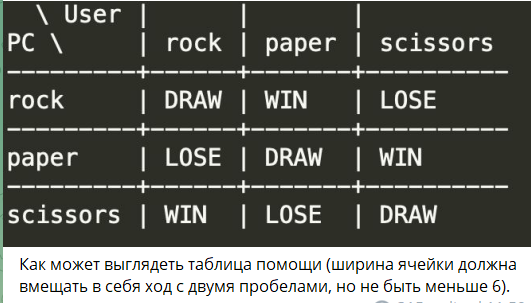 \ User |      |       |
PC \     | rock | paper | scissors
---------+------+-------+----------
rock     | DRAW | WIN   | LOSE
---------+------+-------+----------
paper    | LOSE | DRAW  | WIN
---------+------+-------+----------
scissors | WIN  | LOSE  | DRAW
Как может выглядеть таблица помощи (ширина ячейки должна
вмещать в себя ход с двумя пробелами, но не быть меньше 6).